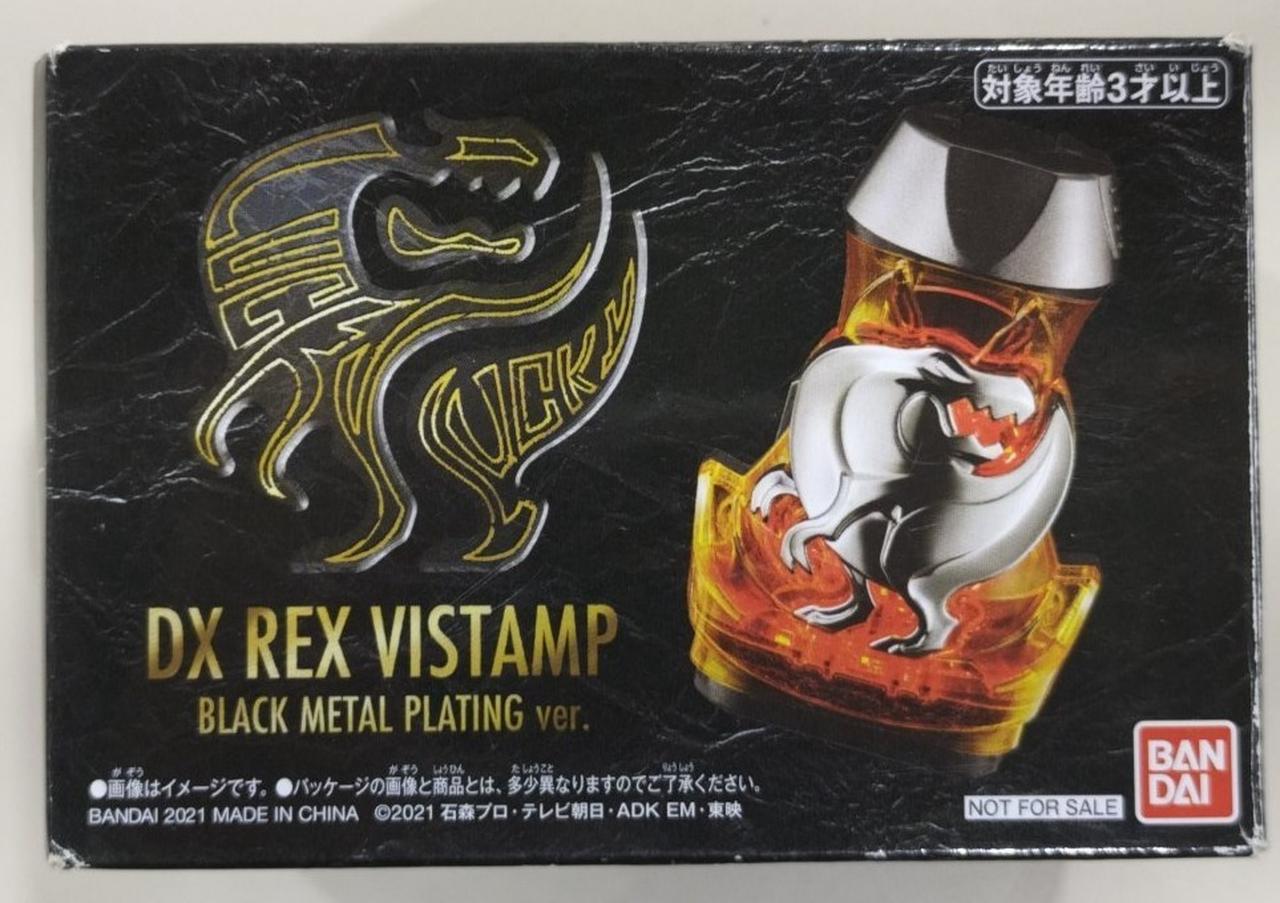 対象年齢3才以上
DX REX VISTAMP
BLACK METAL PLATING ver.
●画像はイメージです。●パッケージの画像と商品とは、多少異なりますのでご了承ください。
BANDAI 2021 MADE IN CHINA ©2021 石森プロ・テレビ朝日・ADK EM・東映
NOT FOR SALE
BAN
DAI